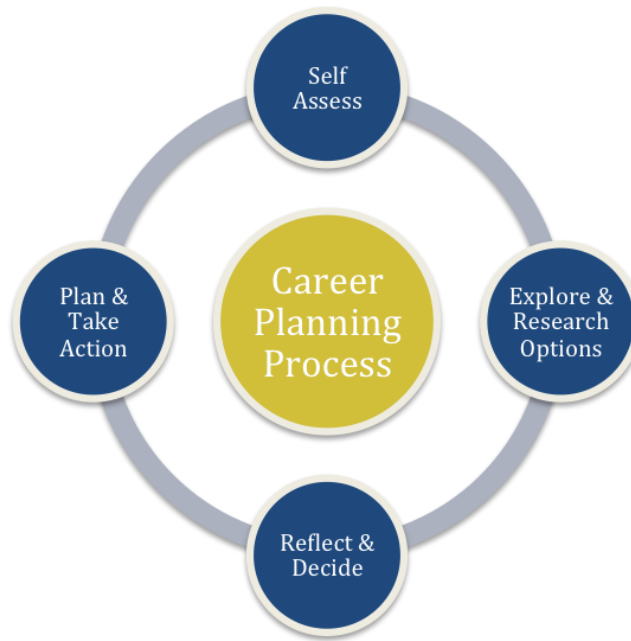 Self
Assess
Explore &
Research
Options
Reflect &
Decide
Plan &
Take
Action
Career
Planning
Process